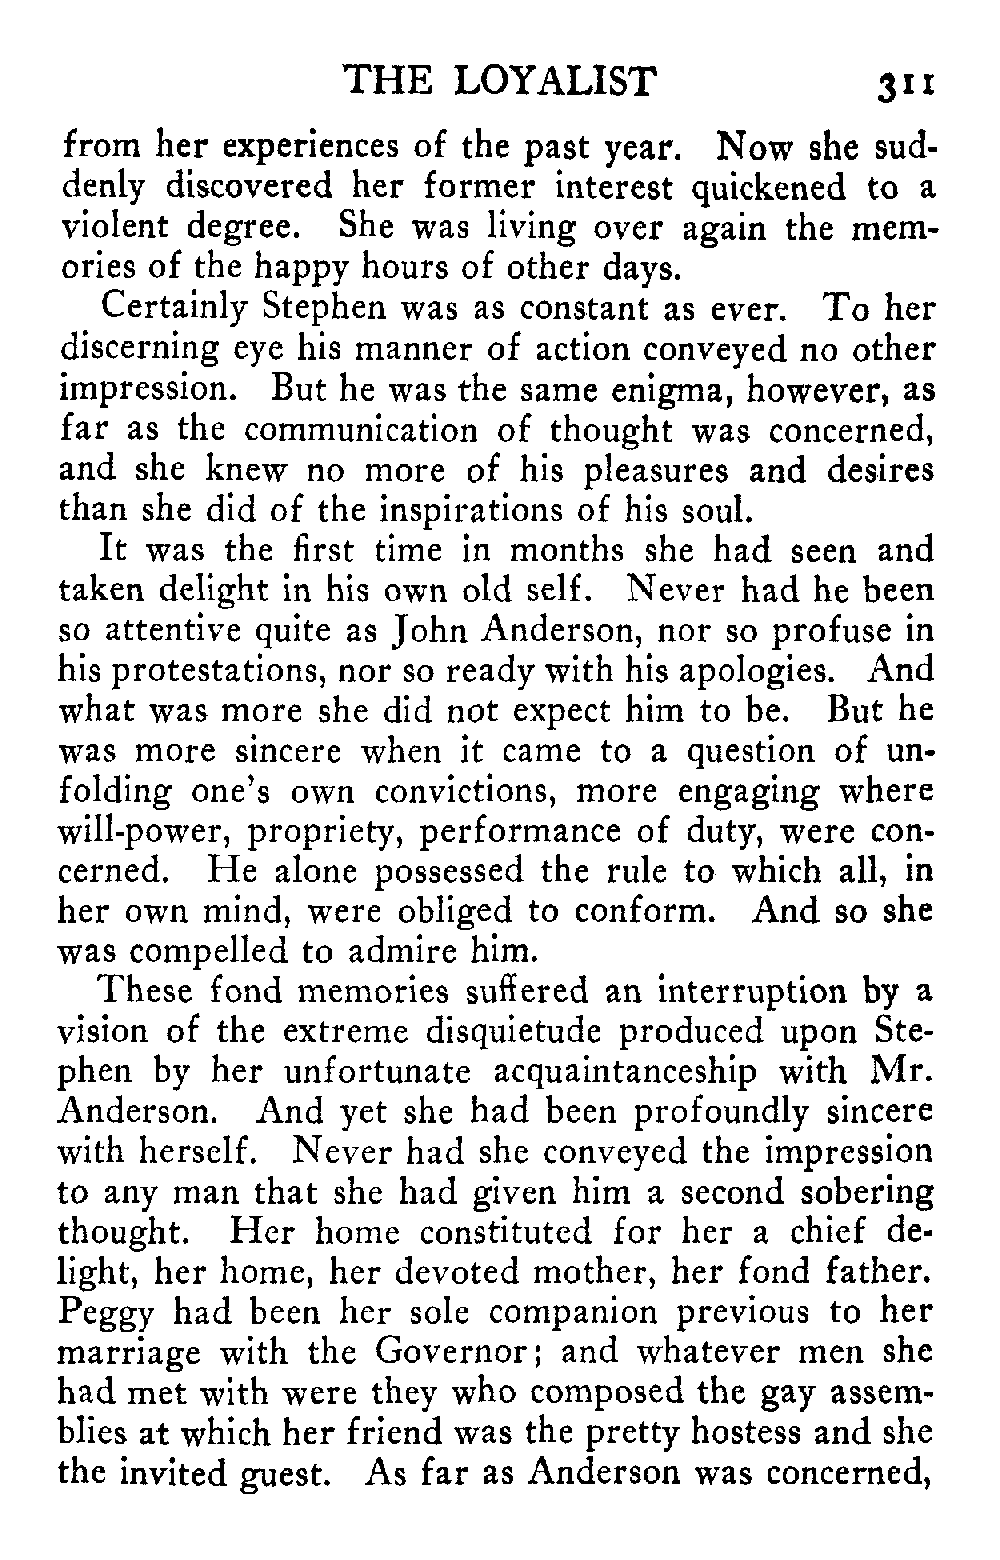 THE LOYALIST 311
from her experiences of the past year. Now she sud-
denly discovered her former interest quickened to a
violent degree. She was living over again the mem-
ories of the happy hours of other days.
Certainly Stephen was as constant as ever. To her
discerning eye his manner of action conveyed no other
impression. But he was the same enigma, however, as
far as the communication of thought was concerned,
and she knew no more of his pleasures and desires
than she did of the inspirations of his soul.
It was the first time in months she had seen and
taken delight in his own old self. Never had he been
so attentive quite as John Anderson, nor so profuse in
his protestations, nor so ready with his apologies. And
what was more she did not expect him to be. But he
was more sincere when it came to a question of un-
folding one's own convictions, more engaging where
will-power, propriety, performance of duty, were con-
cerned. He alone possessed the rule to which all, in
her own mind, were obliged to conform. And so she
was compelled to admire him.
These fond memories suffered an interruption by a
vision of the extreme disquietude produced upon Ste-
phen by her unfortunate acquaintanceship with Mr.
Anderson. And yet she had been profoundly sincere
with herself. Never had she conveyed the impression
to any man that she had given him a second sobering
thought. Her home constituted for her a chief de-
light, her home, her devoted mother, her fond father.
Peggy had been her sole companion previous to her
marriage with the Governor; and whatever men she
had met with were they who composed the gay assem-
blies at which her friend was the pretty hostess and she
the invited guest. As far as Anderson was concerned,